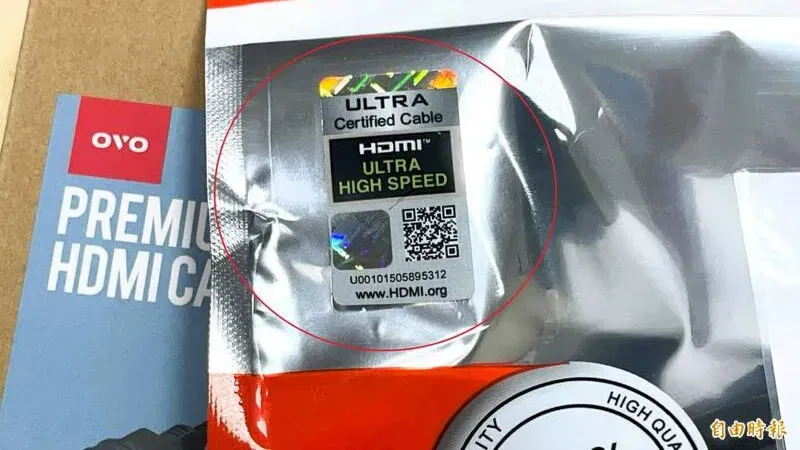 ovo
PREMIU
HDMI CA
ULTRA
Certified Cable
HDMI™
ULTRA
HIGH SPEED
U00101505895312
www.HDMI.org
HIGH QUA
ITY
自由時報